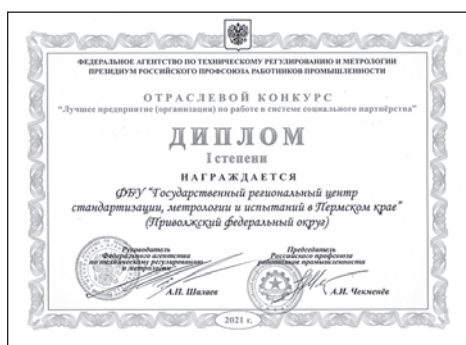 ФЕДЕРАЛЬНОЕ АГЕНТСТВО ПО ТЕХНИЧЕСКОМУ РЕГУЛИРОВАНИЮ И МЕТРОЛОГИИ
ПРЕЗИДИУМ РОССИЙСКОГО ПРОФСОЮЗА РАБОТНИКОВ ПРОМЫШЛЕННОСТИ
ОТРАСЛЕВОЙ КОНКУРС
"Лучшее предприятие (организация) по работе в системе социального партнёрства"
ДИПЛОМ
I степени
НАГРАЖДАЕТСЯ
ФБУ "Государственный региональный центр
стандартизации, метрологии и испытаний в Пермском крае"
(Приволжский федеральный округ)
Руководитель
Федерального агентства
по техническому регулированию
и метрологии
А.П. Шалаев
Председатель
Российского профсоюза
работников промышленности
А.И. Чекменёв
2021 г.